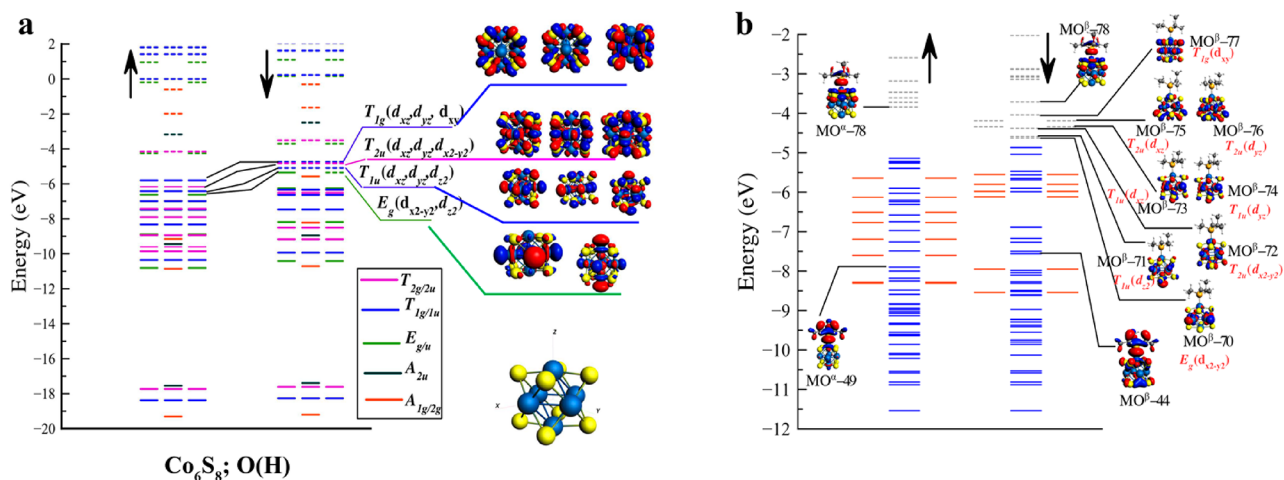 a
Energy (eV)
2
0
−2
−4
−6
−8
−10
−12
−14
−16
−18
−20
T1g(dxz,dyz, dxy)
T2u(dxz,dyz,dx2-y2)
T1u(dxz,dyz,dz2)
Eg(dx2-y2,dz2)
T2g/2u
T1g/1u
Eg/u
A2u
A1g/2g
Z
X
Y
Co6S8; O(H)
b
Energy (eV)
−2
−3
−4
−5
−6
−7
−8
−9
−10
−11
−12
MOα−78
MOα−49
MOβ−78
MOβ−77
T1g(dxy)
MOβ−75
T2u(dxz)
MOβ−76
T2u(dyz)
T1u(dxz)
MOβ−73
MOβ−74
T1u(dyz)
MOβ−71
T1u(dz2)
MOβ−72
T2u(dx2-y2)
MOβ−70
Eg(dx2-y2)
MOβ−44